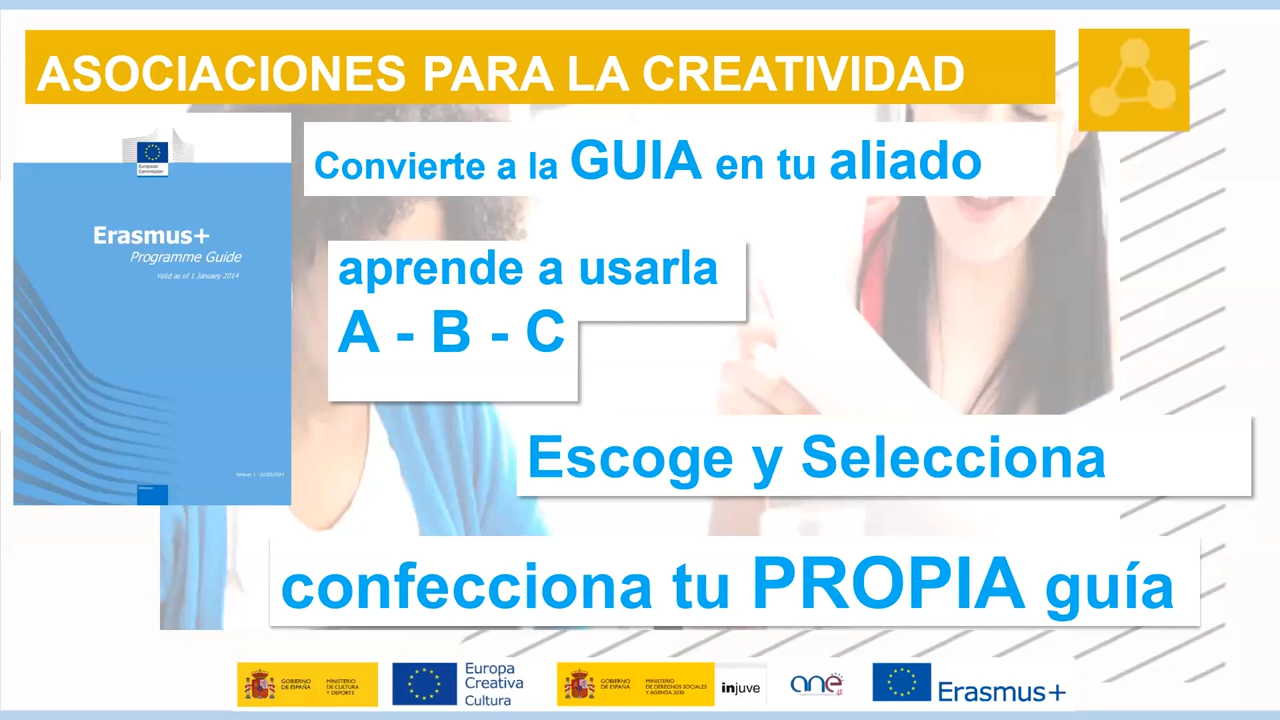 ASOCIACIONES PARA LA CREATIVIDAD
Convierte a la GUIA en tu aliado
European
Commission
Erasmus+
Programme Guide
Valid as of 1 January 2014
aprende a usarla
A - B - C
Escoge y Selecciona
confecciona tu PROPIA guía
GOBIERNO
DE ESPAÑA
MINISTERIO
DE CULTURA
Y DEPORTE
Europa
Creativa
Cultura
GOBIERNO
DE ESPAÑA
MINISTERIO
DE DERECHOS SOCIALES
Y AGENDA 2030
injuve
ane
Erasmus+